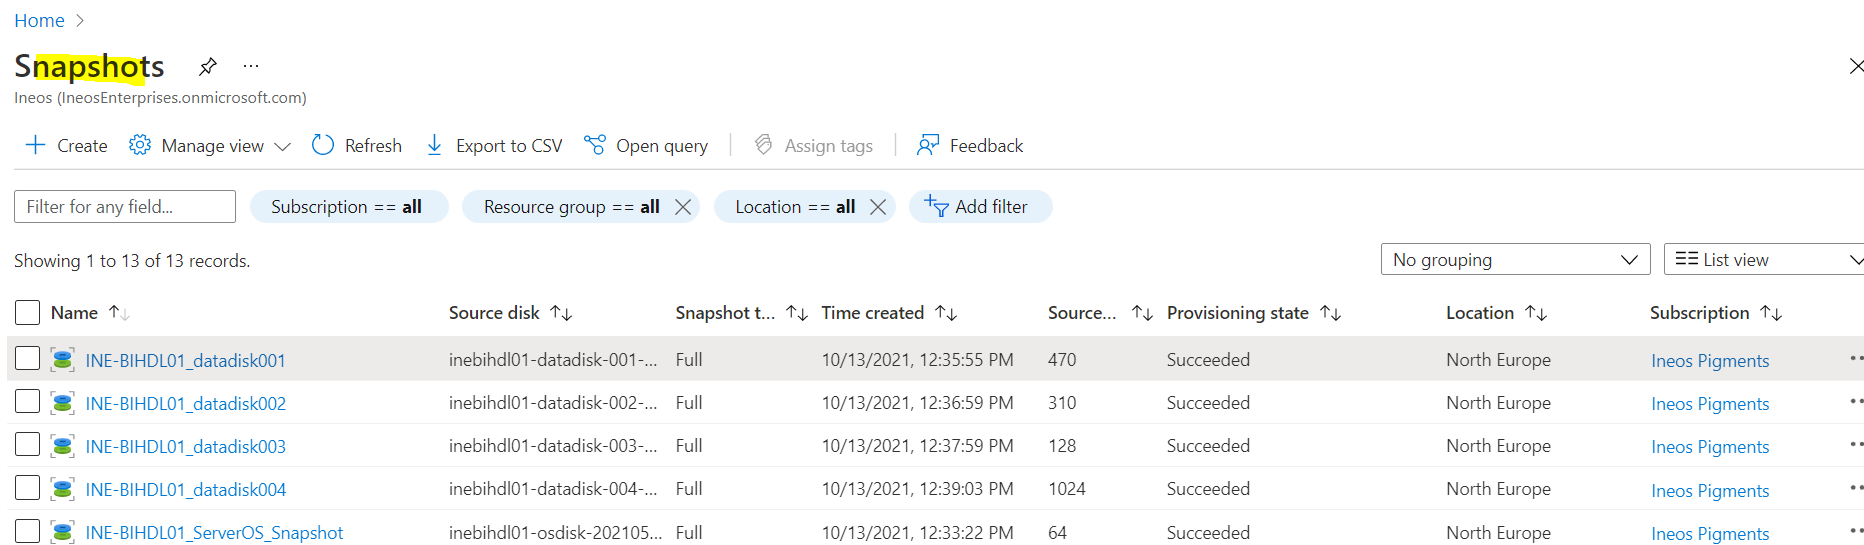 Home
Snapshots
Ineos (IneosEnterprises.onmicrosoft.com)
Create Manage view Refresh Export to CSV Open query Assign tags Feedback
Filter for any field... Subscription == all Resource group == all Location == all Add filter
Showing 1 to 13 of 13 records. No grouping List view
Name Source disk Snapshot t... Time created Source... Provisioning state Location Subscription
INE-BIHDL01_datadisk001 inebihdl01-datadisk-001-... Full 10/13/2021, 12:35:55 PM 470 Succeeded North Europe Ineos Pigments
INE-BIHDL01_datadisk002 inebihdl01-datadisk-002-... Full 10/13/2021, 12:36:59 PM 310 Succeeded North Europe Ineos Pigments
INE-BIHDL01_datadisk003 inebihdl01-datadisk-003-... Full 10/13/2021, 12:37:59 PM 128 Succeeded North Europe Ineos Pigments
INE-BIHDL01_datadisk004 inebihdl01-datadisk-004-... Full 10/13/2021, 12:39:03 PM 1024 Succeeded North Europe Ineos Pigments
INE-BIHDL01_ServerOS_Snapshot inebihdl01-osdisk-202105... Full 10/13/2021, 12:33:22 PM 64 Succeeded North Europe Ineos Pigments